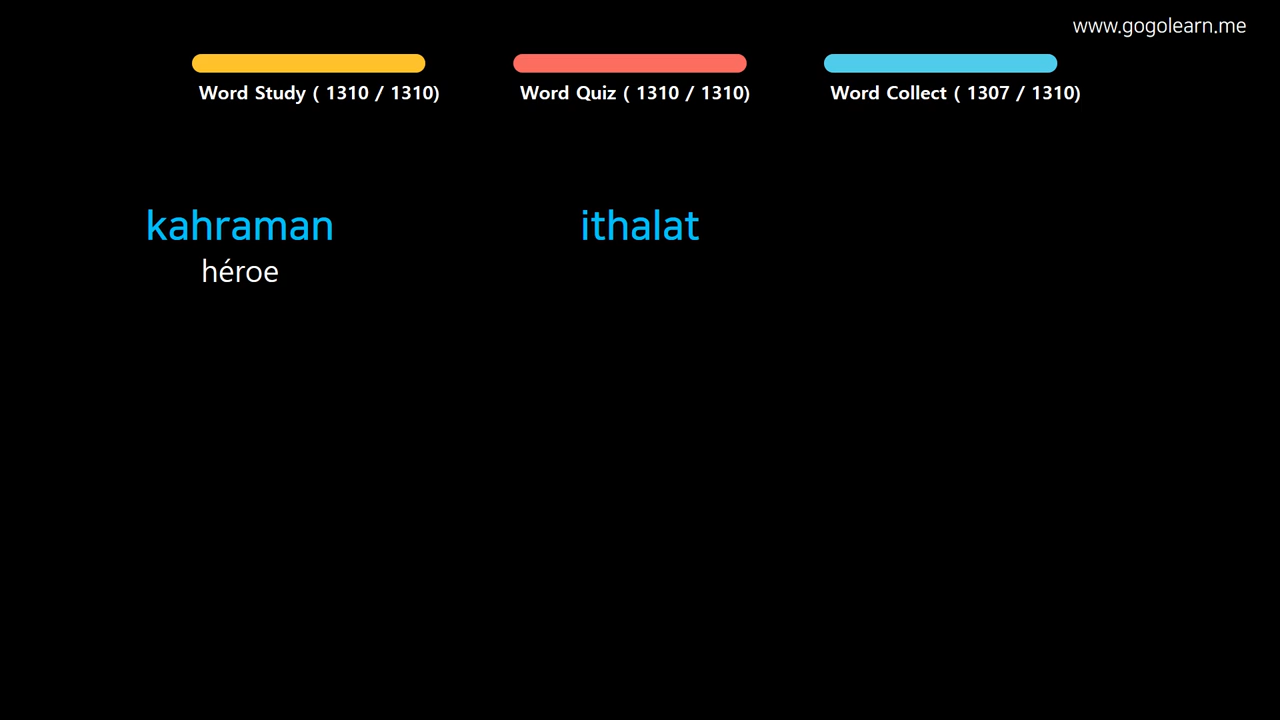 www.gogolearn.me
Word Study ( 1310 / 1310)
Word Quiz ( 1310 / 1310)
Word Collect ( 1307 / 1310)
kahraman
ithalat
héroe